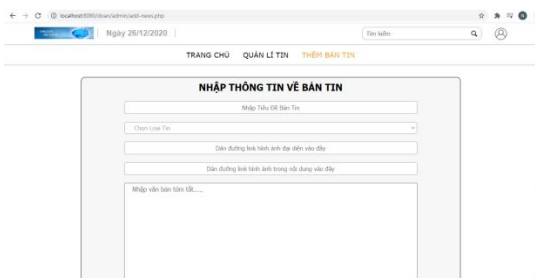 localhost:8080/doan/admin/add-news.php
Ngày 26/12/2020
Tìm kiếm
TRANG CHỦ QUẢN LÍ TIN THÊM BẢN TIN
NHẬP THÔNG TIN VỀ BẢN TIN
Nhập Tiêu Đề Bản Tin
Chọn Loại Tin
Dán đường link hình ảnh đại diện vào đây
Dán đường link hình ảnh trong nội dung vào đây
Nhập văn bản tóm tắt.....